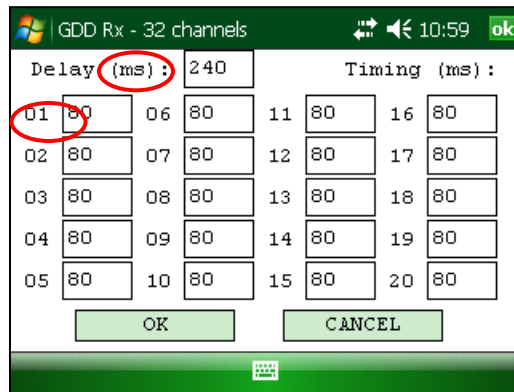 GDD Rx - 32 channels 10:59 ok
Delay (ms): 240 Timing (ms):
01 80 06 80 11 80 16 80
02 80 07 80 12 80 17 80
03 80 08 80 13 80 18 80
04 80 09 80 14 80 19 80
05 80 10 80 15 80 20 80
OK CANCEL